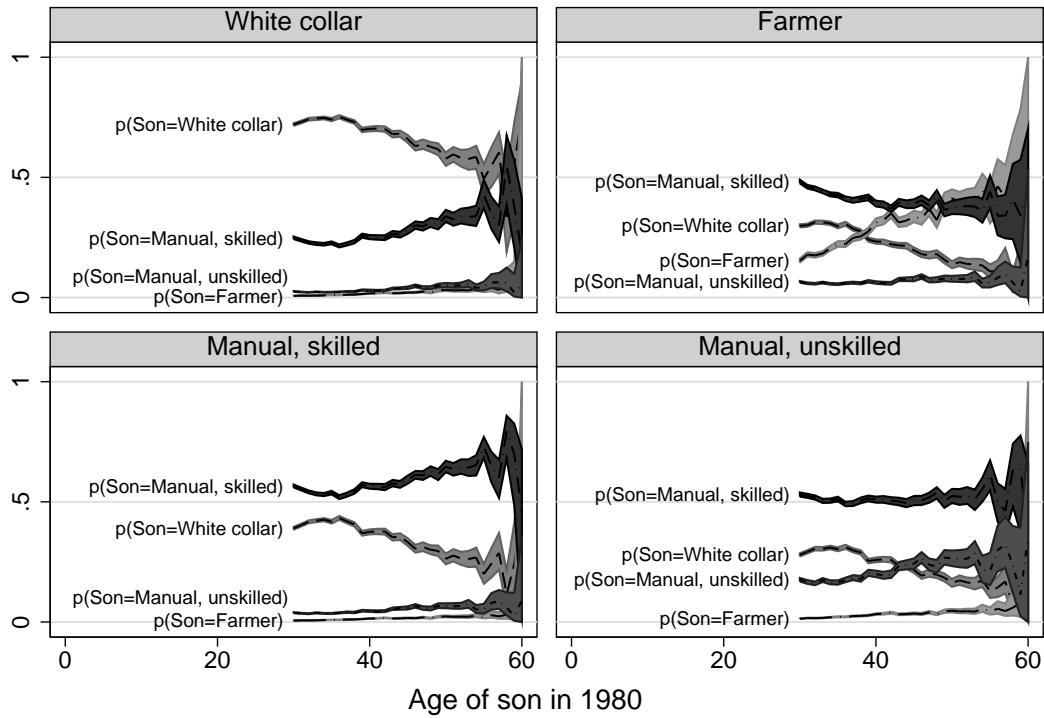 White collar
Farmer
1
.5
0
p(Son=White collar)
p(Son=Manual, skilled)
p(Son=Manual, unskilled)
p(Son=Farmer)
p(Son=Manual, skilled)
p(Son=White collar)
p(Son=Farmer)
p(Son=Manual, unskilled)
Manual, skilled
Manual, unskilled
1
.5
0
p(Son=Manual, skilled)
p(Son=White collar)
p(Son=Manual, unskilled)
p(Son=Farmer)
p(Son=Manual, skilled)
p(Son=White collar)
p(Son=Manual, unskilled)
p(Son=Farmer)
0 20 40 60
0 20 40 60
Age of son in 1980